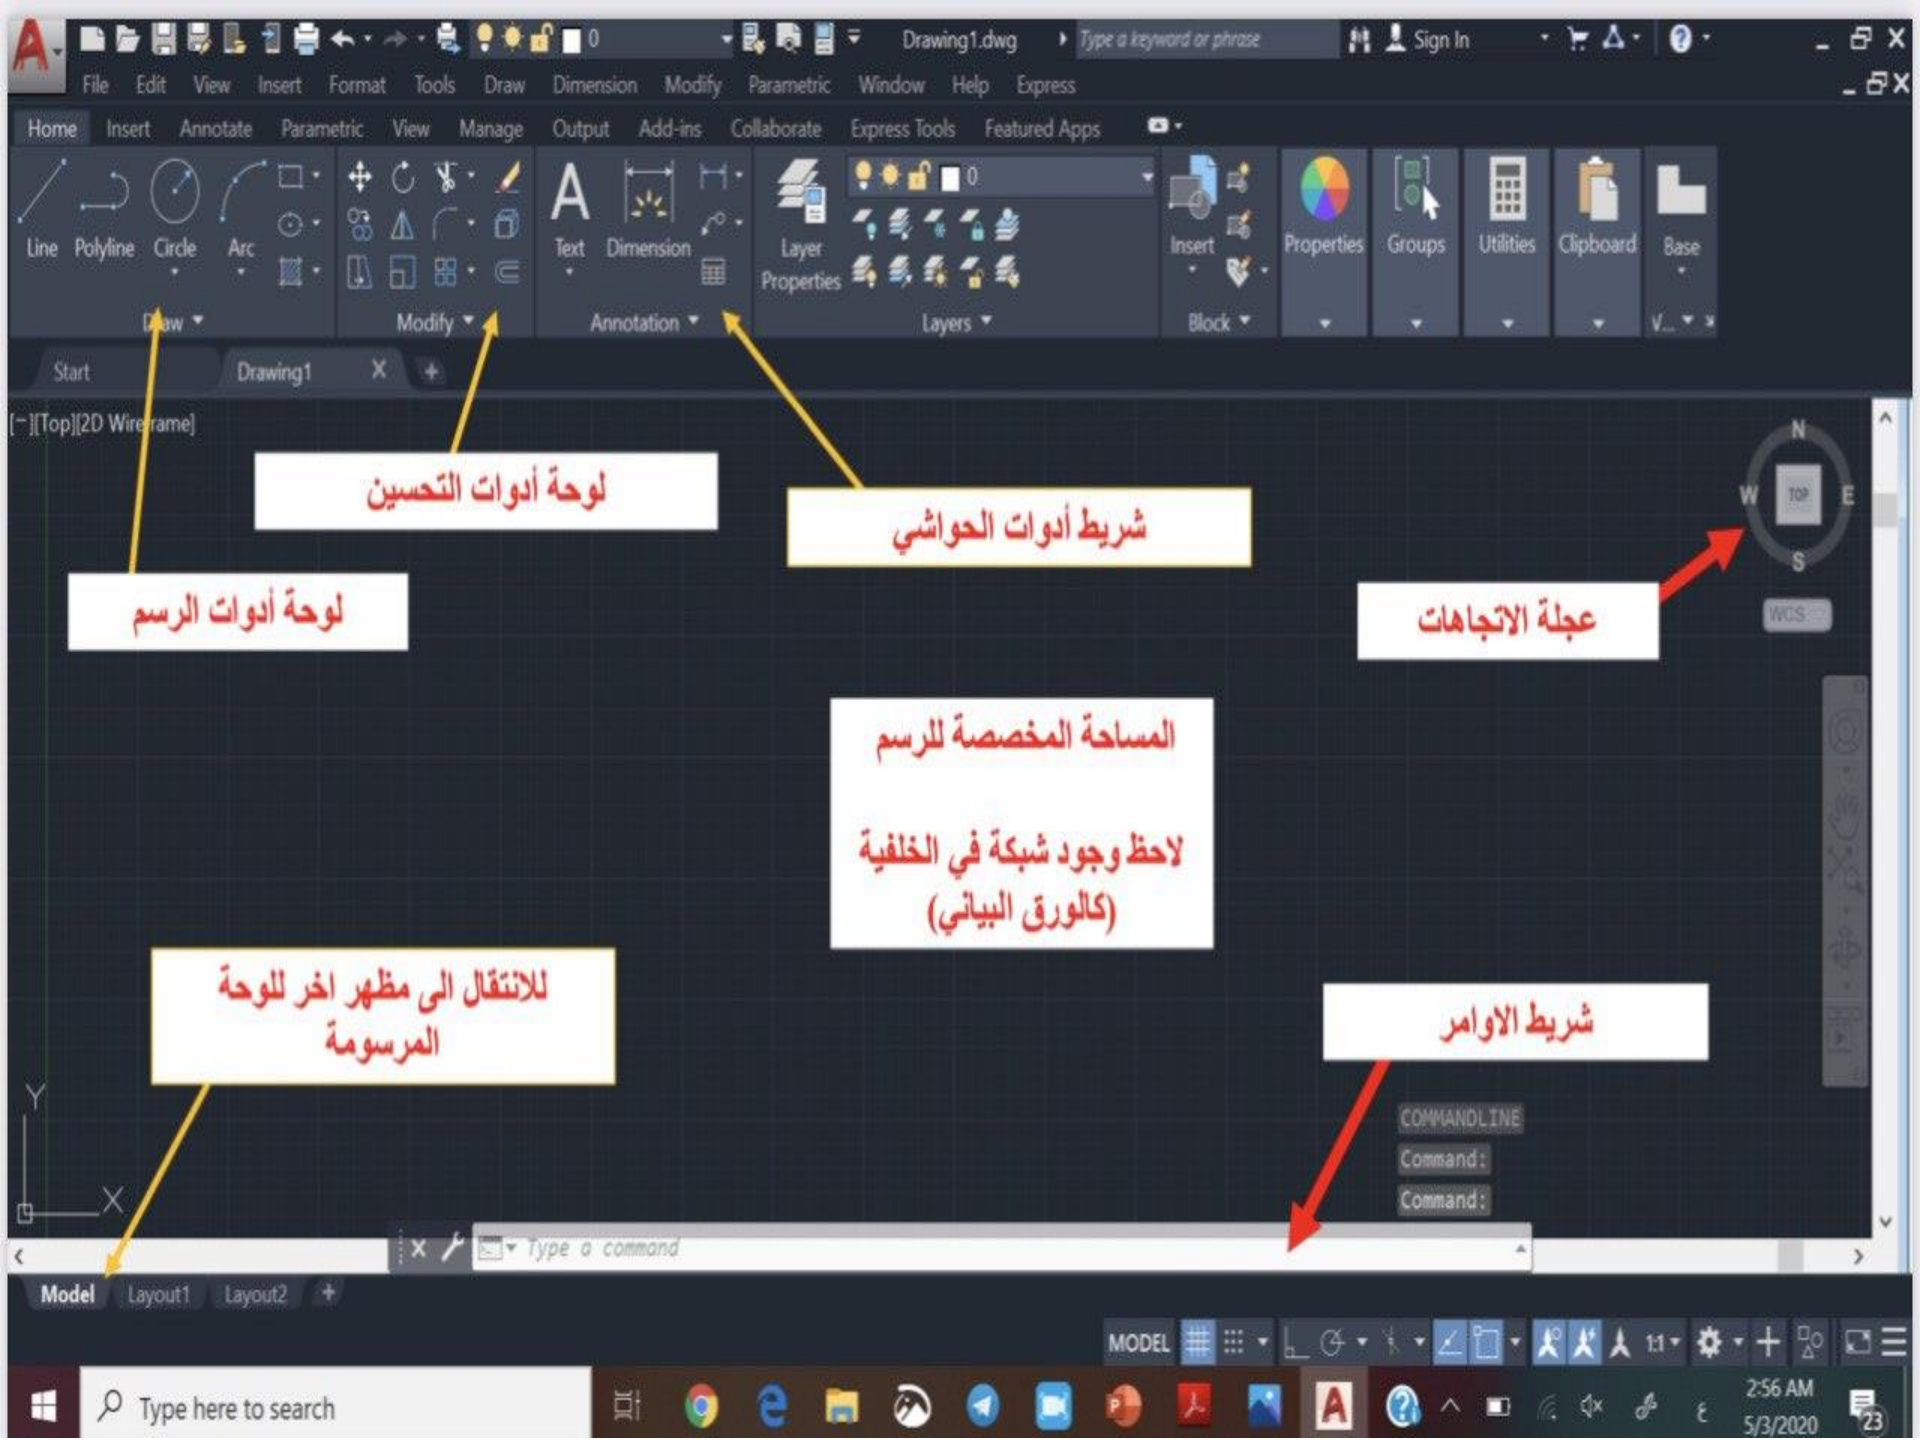 0
Drawing1.dwg
Type a keyword or phrase
Sign In
File Edit View Insert Format Tools Draw Dimension Modify Parametric Window Help Express
Home Insert Annotate Parametric View Manage Output Add-ins Collaborate Express Tools Featured Apps
0
Line Polyline Circle Arc
Text Dimension
Layer Properties
Insert
Properties
Groups
Utilities
Clipboard
Base
Draw
Modify
Annotation
Layers
Block
V...
Start
Drawing1
[−][Top][2D Wireframe]
N
W TOP E
S
WCS
لوحة أدوات التحسين
شريط أدوات الحواشي
لوحة أدوات الرسم
عجلة الاتجاهات
المساحة المخصصة للرسم
لاحظ وجود شبكة في الخلفية
(كالورق البياني)
للانتقال الى مظهر اخر للوحة
المرسومة
شريط الاوامر
Y
X
COMMANDLINE
Command:
Command:
Type a command
Model Layout1 Layout2 +
MODEL
1:1
Type here to search
2:56 AM
5/3/2020
ع
23